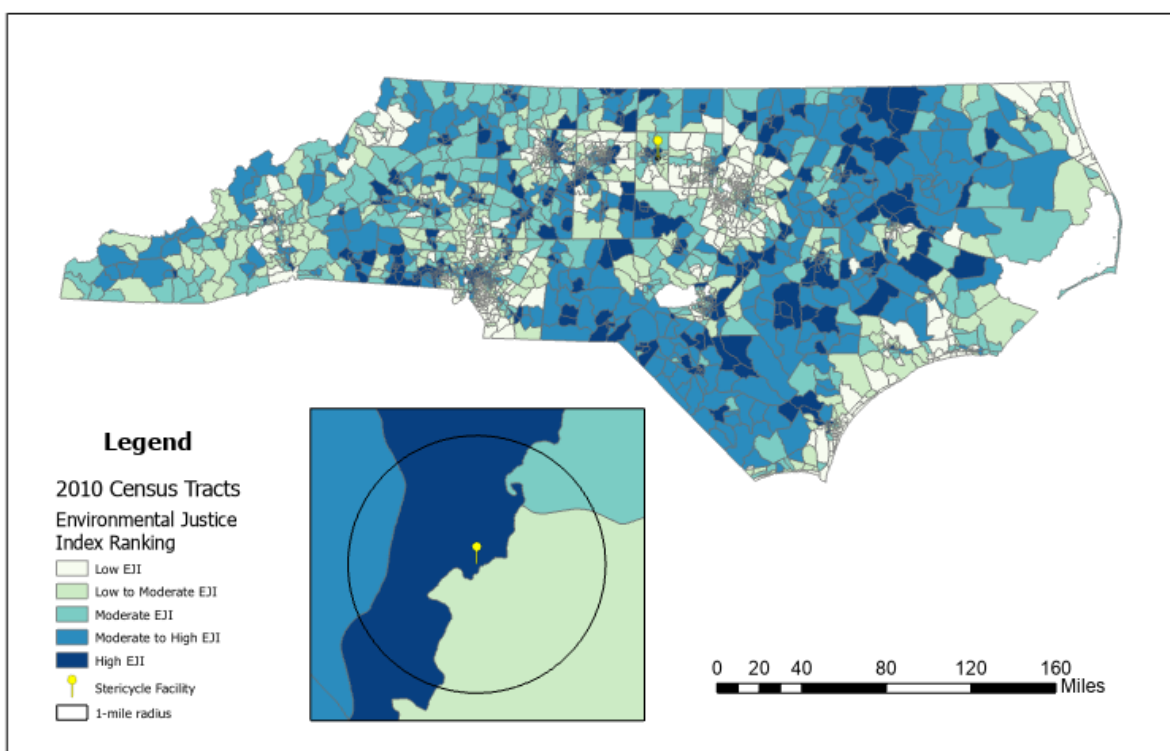 Legend
2010 Census Tracts
Environmental Justice
Index Ranking
Low EJI
Low to Moderate EJI
Moderate EJI
Moderate to High EJI
High EJI
Stericycle Facility
1-mile radius
0 20 40 80 120 160
Miles